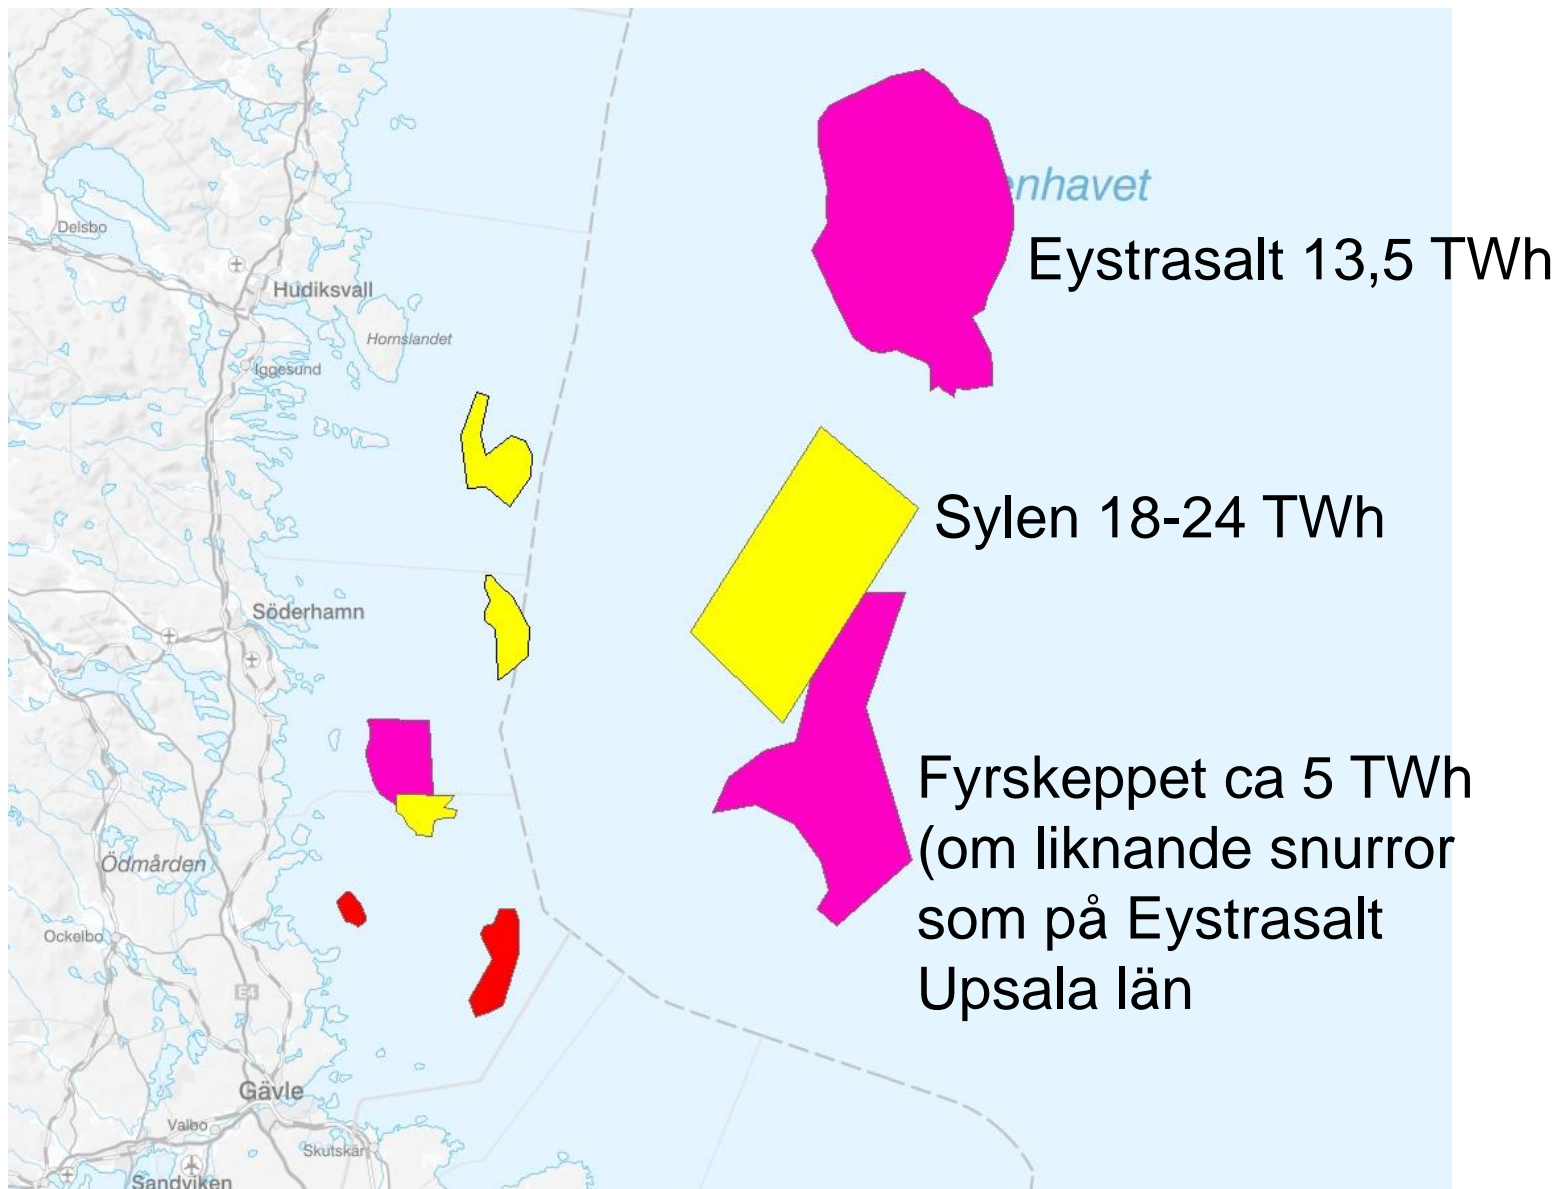 enhavet
Delsbo
Eystrasalt 13,5 TWh
Hudiksvall
Hornslandet
Iggesund
Sylen 18-24 TWh
Söderhamn
Fyrskeppet ca 5 TWh
(om liknande snurror
som på Eystrasalt
Upsala län
Ödmården
Ockelbo
E4
Gävle
Valbo
Skutskär
Sandviken